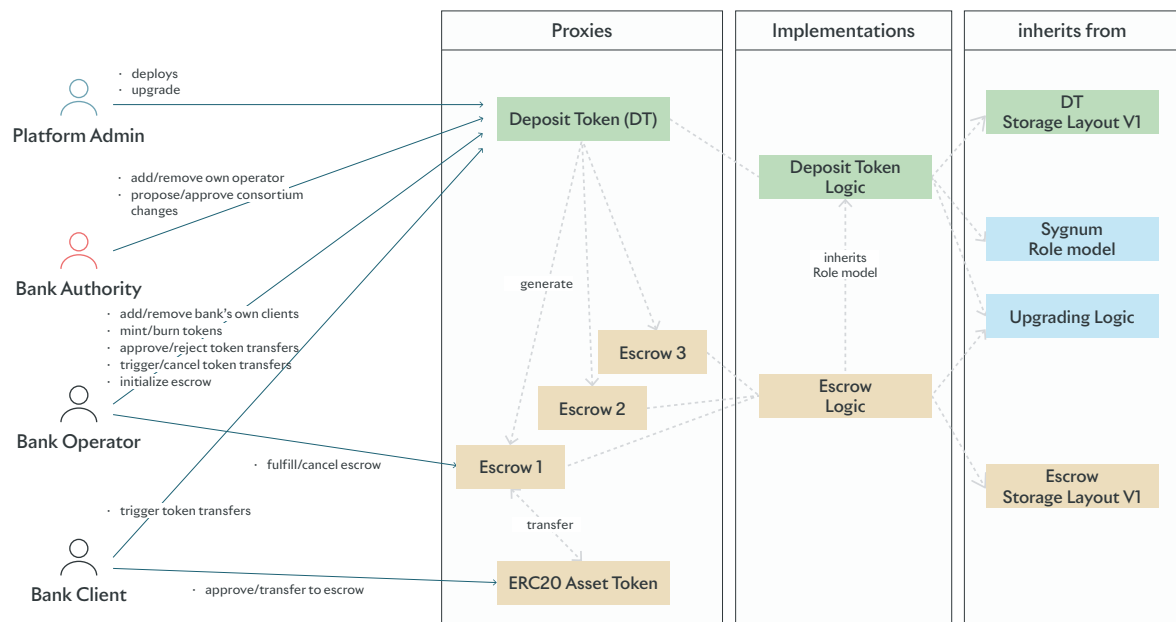 Proxies
Implementations
inherits from
· deploys
· upgrade
Platform Admin
· add/remove own operator
· propose/approve consortium
changes
Bank Authority
· add/remove bank's own clients
· mint/burn tokens
· approve/reject token transfers
· trigger/cancel token transfers
· initialize escrow
Bank Operator
· fulfill/cancel escrow
· trigger token transfers
Bank Client
· approve/transfer to escrow
Deposit Token (DT)
generate
Escrow 3
Escrow 2
Escrow 1
transfer
ERC20 Asset Token
Deposit Token
Logic
inherits
Role model
Escrow
Logic
DT
Storage Layout V1
Sygnum
Role model
Upgrading Logic
Escrow
Storage Layout V1